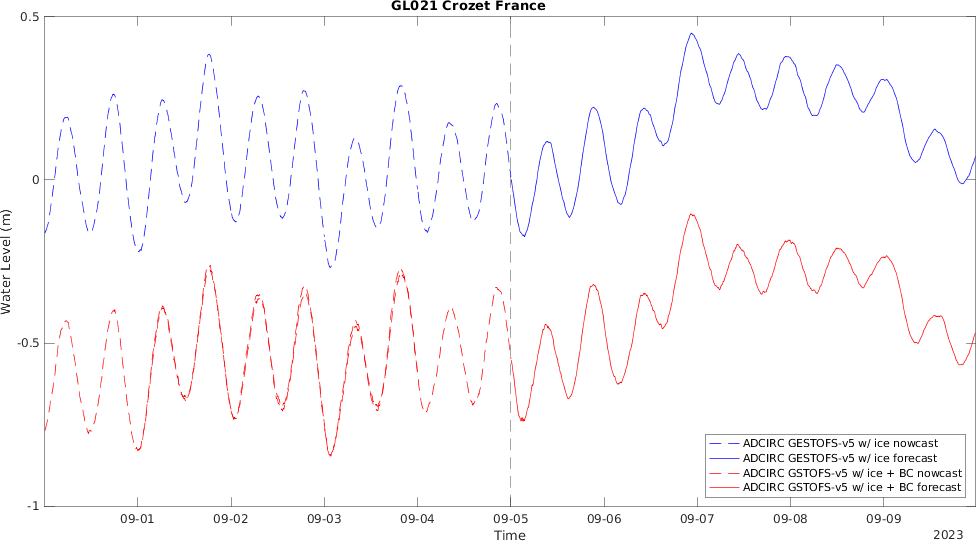 GL021 Crozet France
0.5
0
-0.5
-1
Water Level (m)
ADCIRC GESTOFS-v5 w/ ice nowcast
ADCIRC GESTOFS-v5 w/ ice forecast
ADCIRC GSTOFS-v5 w/ ice + BC nowcast
ADCIRC GSTOFS-v5 w/ ice + BC forecast
09-01 09-02 09-03 09-04 09-05 09-06 09-07 09-08 09-09
Time
2023